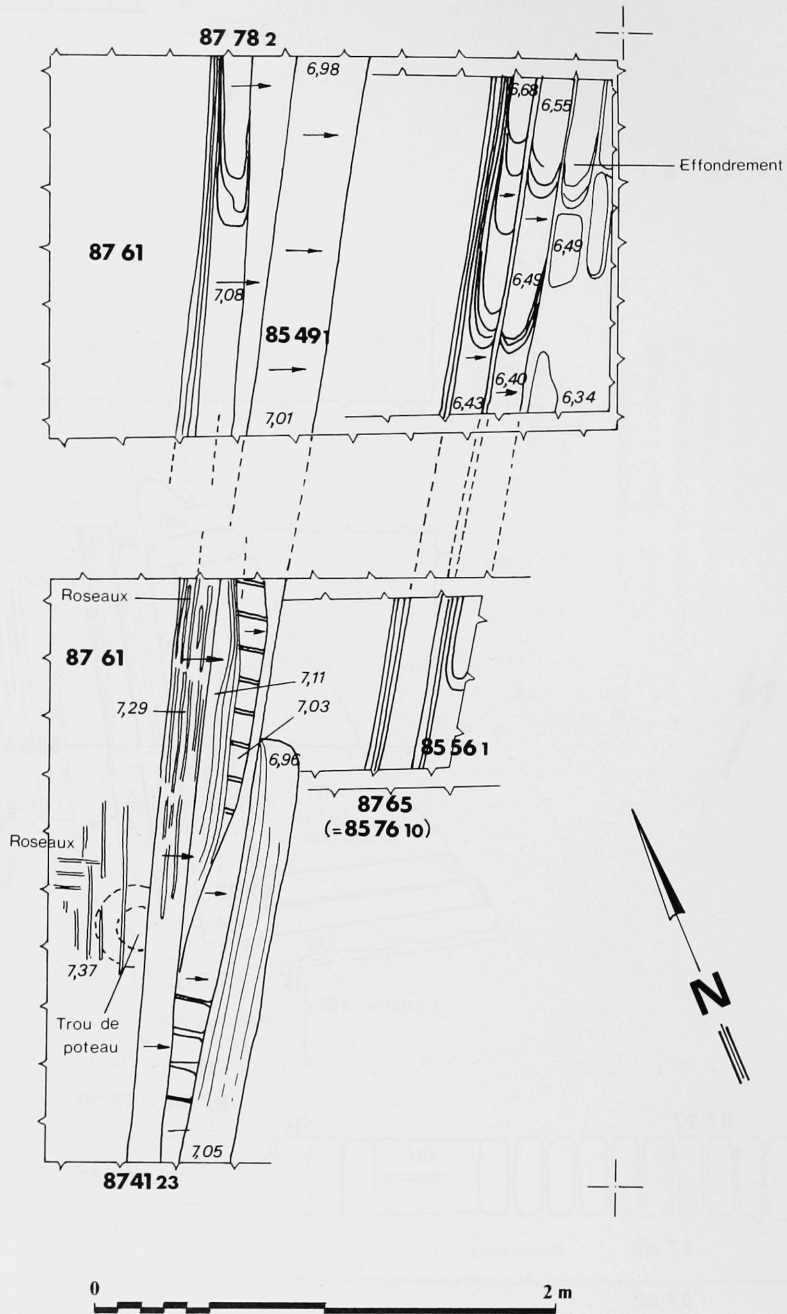 87 78 2
6,98
6,68
6,55
Effondrement
87 61
6,49
7,08
6,49
85 49 1
6,40
7,01
6,43
6,34
Roseaux
87 61
7,11
7,29
7,03
6,96
85 56 1
87 65
(= 85 76 10)
Roseaux
7,37
Trou de
poteau
N
7,05
87 41 23
0 2 m